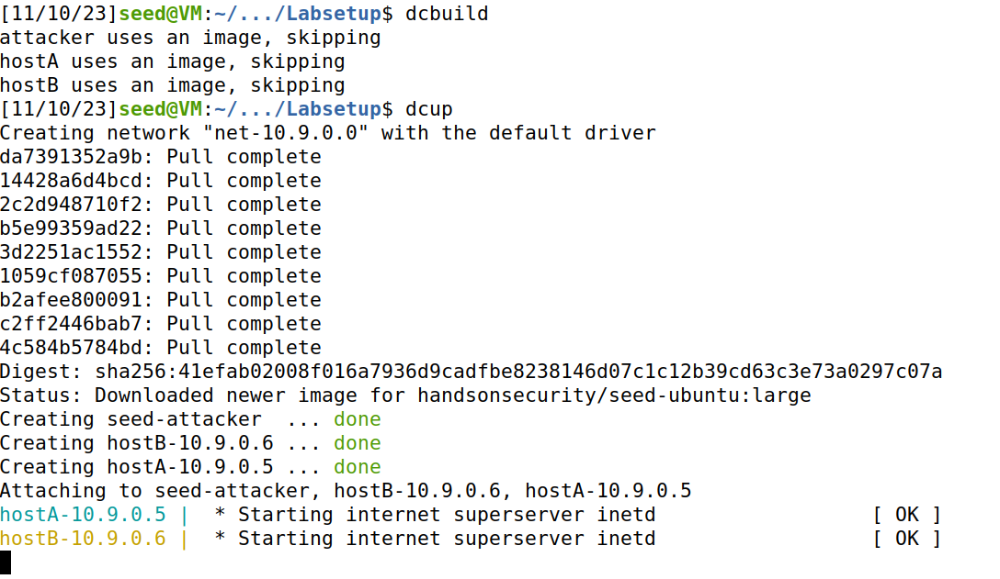 [11/10/23]seed@VM:~/.../Labsetup$ dcbuild
attacker uses an image, skipping
hostA uses an image, skipping
hostB uses an image, skipping
[11/10/23]seed@VM:~/.../Labsetup$ dcup
Creating network "net-10.9.0.0" with the default driver
da7391352a9b: Pull complete
14428a6d4bcd: Pull complete
2c2d948710f2: Pull complete
b5e99359ad22: Pull complete
3d2251ac1552: Pull complete
1059cf087055: Pull complete
b2afee800091: Pull complete
c2ff2446bab7: Pull complete
4c584b5784bd: Pull complete
Digest: sha256:41efab02008f016a7936d9cadfbe8238146d07c1c12b39cd63c3e73a0297c07a
Status: Downloaded newer image for handsonsecurity/seed-ubuntu:large
Creating seed-attacker  ... done
Creating hostB-10.9.0.6 ... done
Creating hostA-10.9.0.5 ... done
Attaching to seed-attacker, hostB-10.9.0.6, hostA-10.9.0.5
hostA-10.9.0.5 |  * Starting internet superserver inetd                  [ OK ]
hostB-10.9.0.6 |  * Starting internet superserver inetd                  [ OK ]